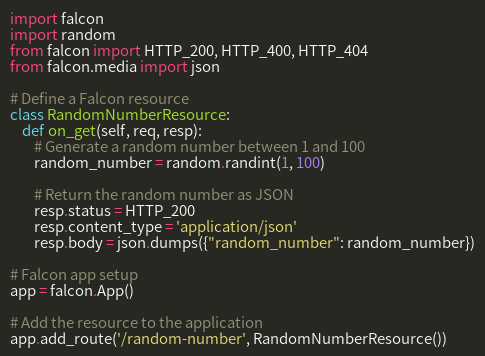 import falcon
import random
from falcon import HTTP_200, HTTP_400, HTTP_404
from falcon.media import json

# Define a Falcon resource
class RandomNumberResource:
    def on_get(self, req, resp):
        # Generate a random number between 1 and 100
        random_number = random.randint(1, 100)

        # Return the random number as JSON
        resp.status = HTTP_200
        resp.content_type = 'application/json'
        resp.body = json.dumps({"random_number": random_number})

# Falcon app setup
app = falcon.App()

# Add the resource to the application
app.add_route('/random-number', RandomNumberResource())